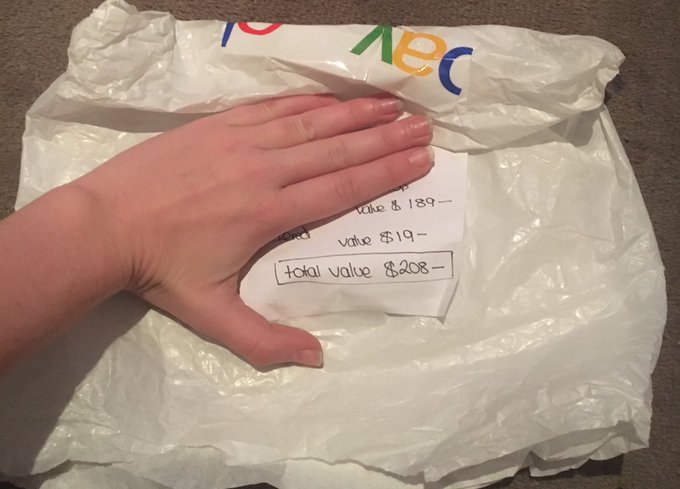 value $189—
value $19—
total value $208—